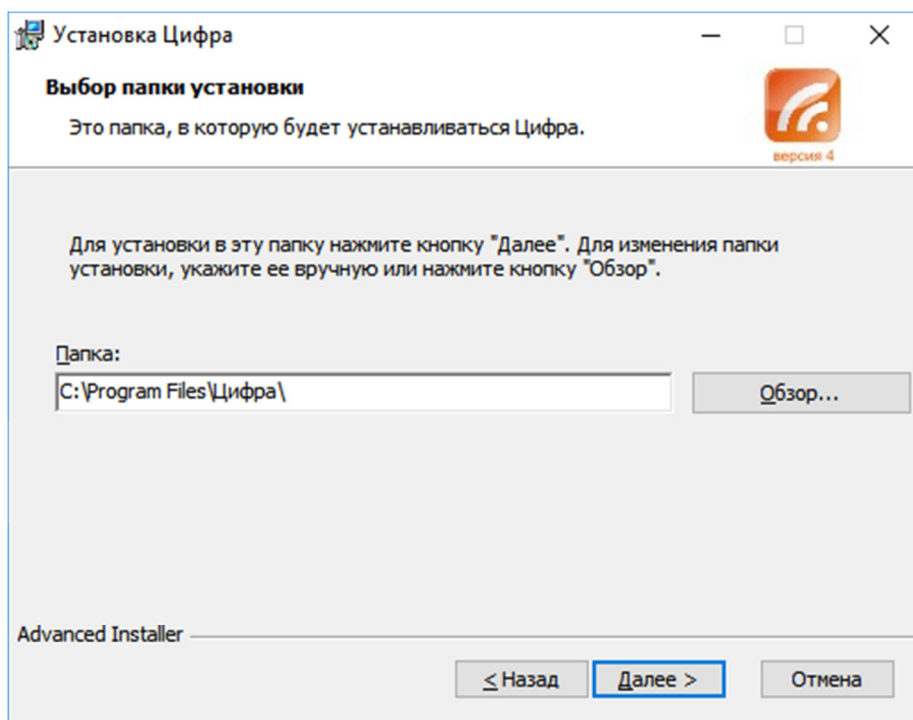 Установка Цифра
Выбор папки установки
Это папка, в которую будет устанавливаться Цифра.
версия 4
Для установки в эту папку нажмите кнопку "Далее". Для изменения папки
установки, укажите ее вручную или нажмите кнопку "Обзор".
Папка:
C:\Program Files\Цифра\
Обзор...
Advanced Installer
< Назад
Далее >
Отмена